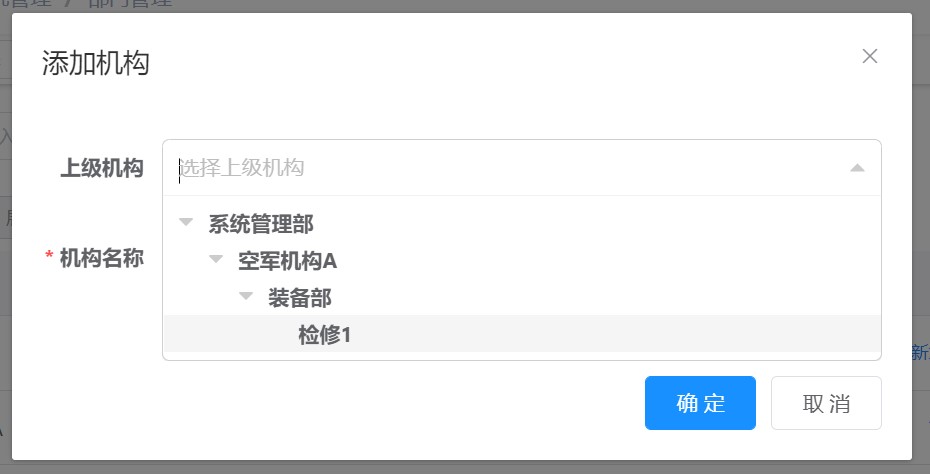 添加机构
上级机构 选择上级机构
系统管理部
* 机构名称
空军机构A
装备部
检修1
确 定 取 消